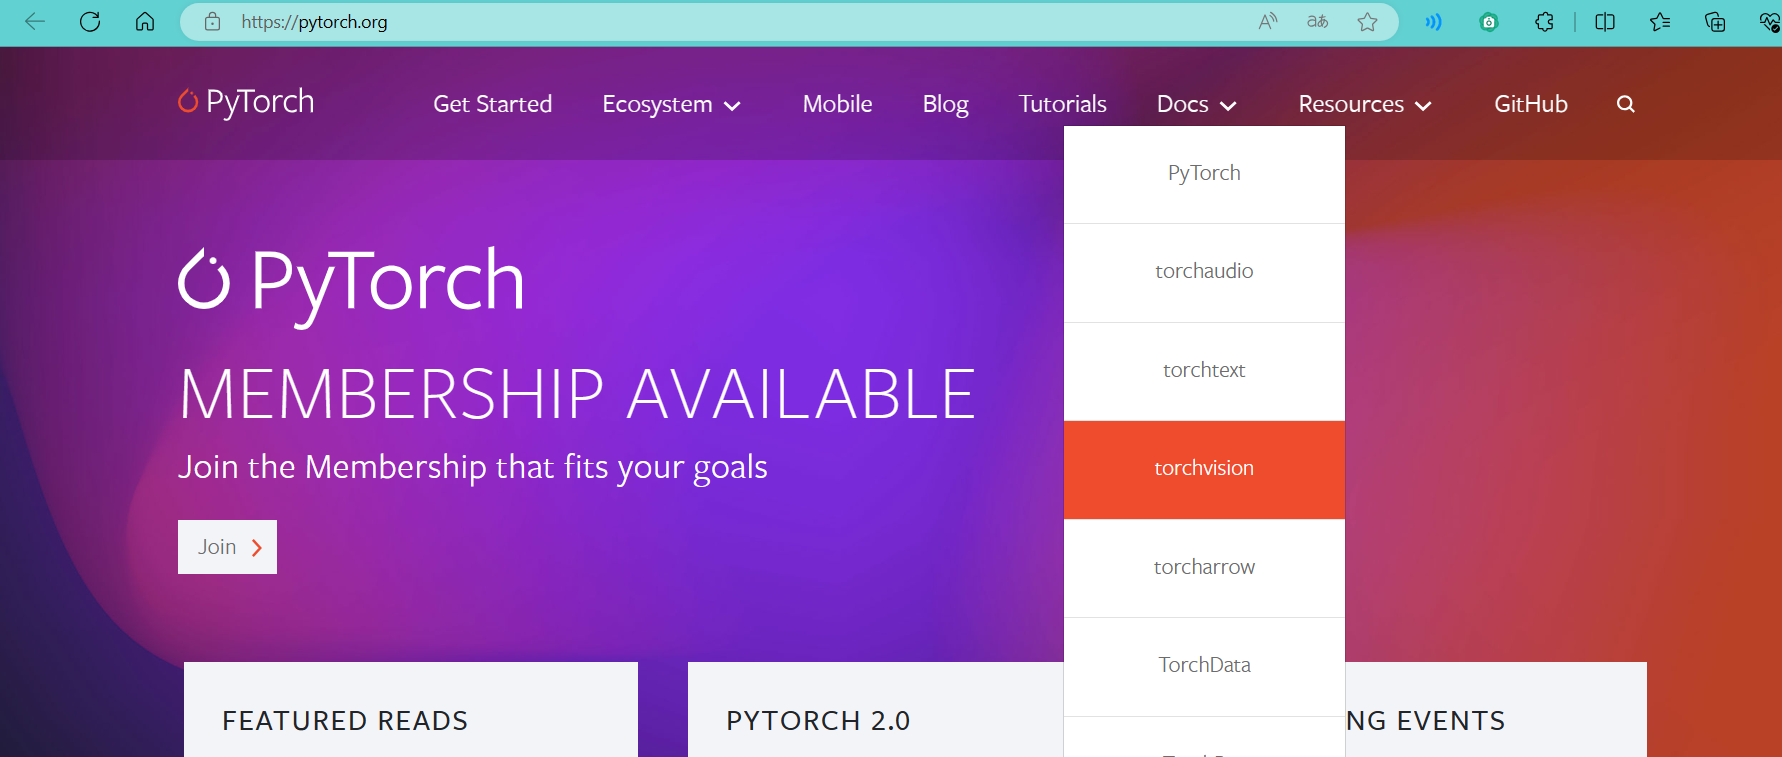 https://pytorch.org
PyTorch
Get Started
Ecosystem
Mobile
Blog
Tutorials
Docs
Resources
GitHub
PyTorch
torchaudio
torchtext
torchvision
torcharrow
TorchData
PyTorch
MEMBERSHIP AVAILABLE
Join the Membership that fits your goals
Join
FEATURED READS
PYTORCH 2.0
NG EVENTS